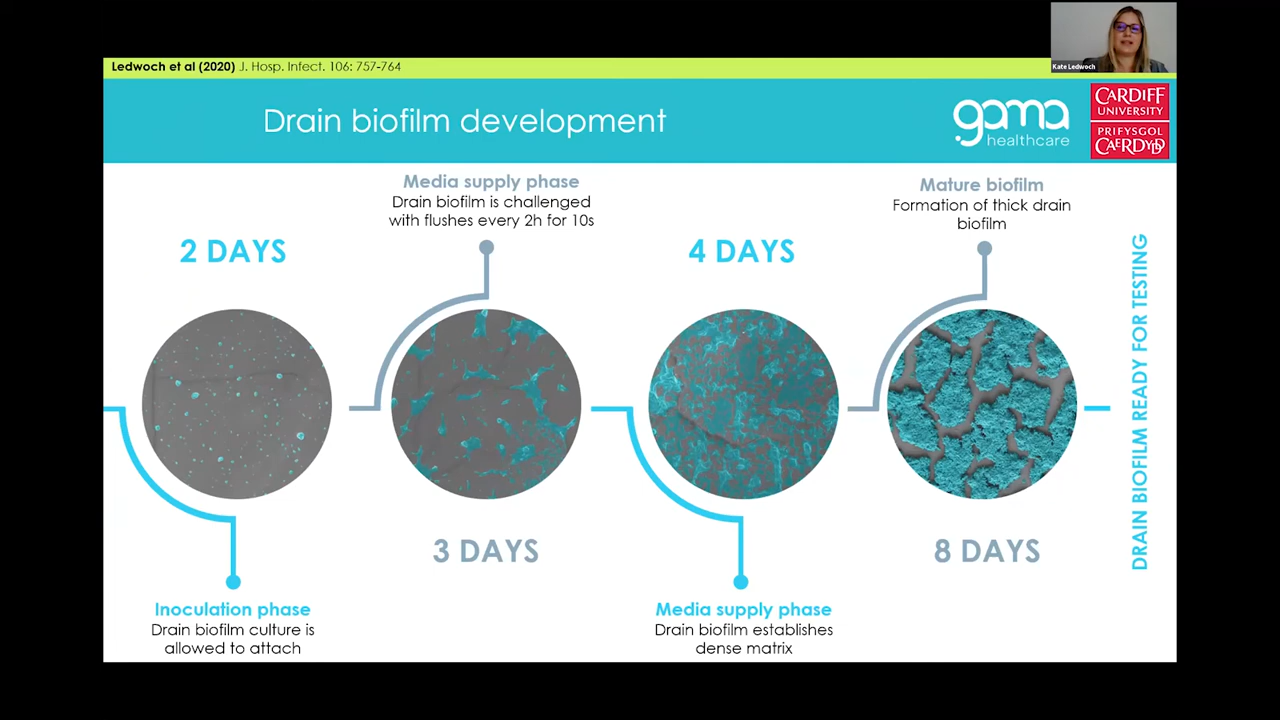 Kate Ledwoch
Ledwoch et al (2020) J. Hosp. Infect. 106: 757-764
Drain biofilm development
gama
healthcare
CARDIFF
UNIVERSITY
PRIFYSGOL
CAERDYDD
2 DAYS
Inoculation phase
Drain biofilm culture is
allowed to attach
Media supply phase
Drain biofilm is challenged
with flushes every 2h for 10s
3 DAYS
4 DAYS
Media supply phase
Drain biofilm establishes
dense matrix
Mature biofilm
Formation of thick drain
biofilm
8 DAYS
DRAIN BIOFILM READY FOR TESTING